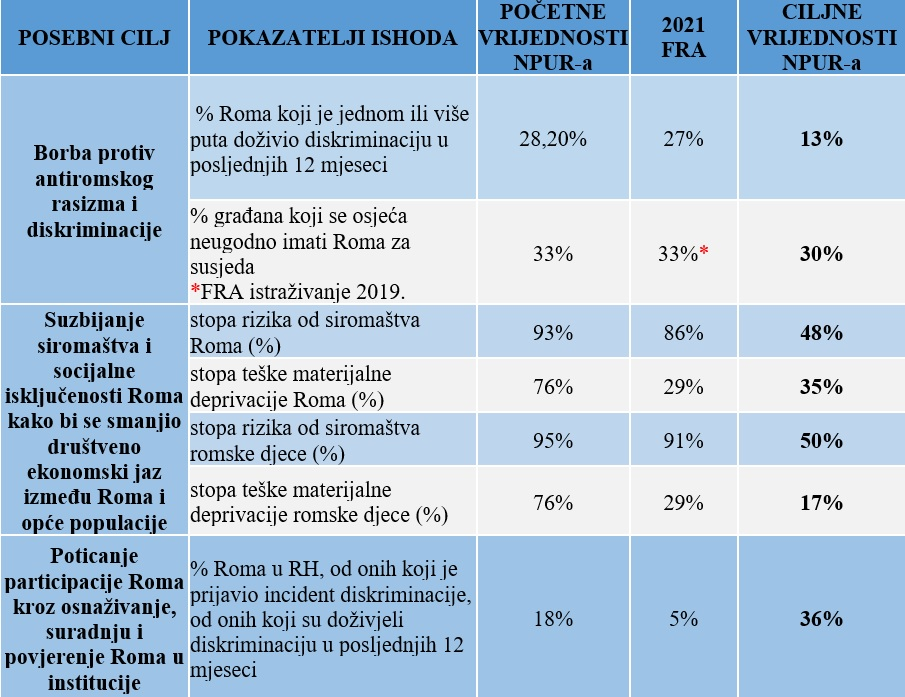 POSEBNI CILJ
POKAZATELJI ISHODA
POČETNE
VRIJEDNOSTI
NPUR-a
2021
FRA
CILJNE
VRIJEDNOSTI
NPUR-a
Borba protiv
antiromskog
rasizma i
diskriminacije
% Roma koji je jednom ili više
puta doživio diskriminaciju u
posljednjih 12 mjeseci
28,20%
27%
13%
% građana koji se osjeća
neugodno imati Roma za
susjeda
*FRA istraživanje 2019.
33%
33%*
30%
Suzbijanje
siromaštva i
socijalne
isključenosti Roma
kako bi se smanjio
društveno
ekonomski jaz
između Roma i
opće populacije
stopa rizika od siromaštva
Roma (%)
93%
86%
48%
stopa teške materijalne
deprivacije Roma (%)
76%
29%
35%
stopa rizika od siromaštva
romske djece (%)
95%
91%
50%
stopa teške materijalne
deprivacije romske djece (%)
76%
29%
17%
Poticanje
participacije Roma
kroz osnaživanje,
suradnju i
povjerenje Roma u
institucije
% Roma u RH, od onih koji je
prijavio incident diskriminacije,
od onih koji su doživjeli
diskriminaciju u posljednjih 12
mjeseci
18%
5%
36%